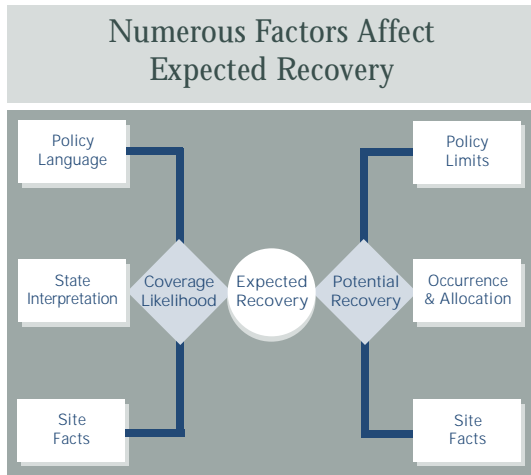 Numerous Factors Affect
Expected Recovery
Policy
Language
Policy
Limits
State
Interpretation
Coverage
Likelihood
Expected
Recovery
Potential
Recovery
Occurrence
& Allocation
Site
Facts
Site
Facts